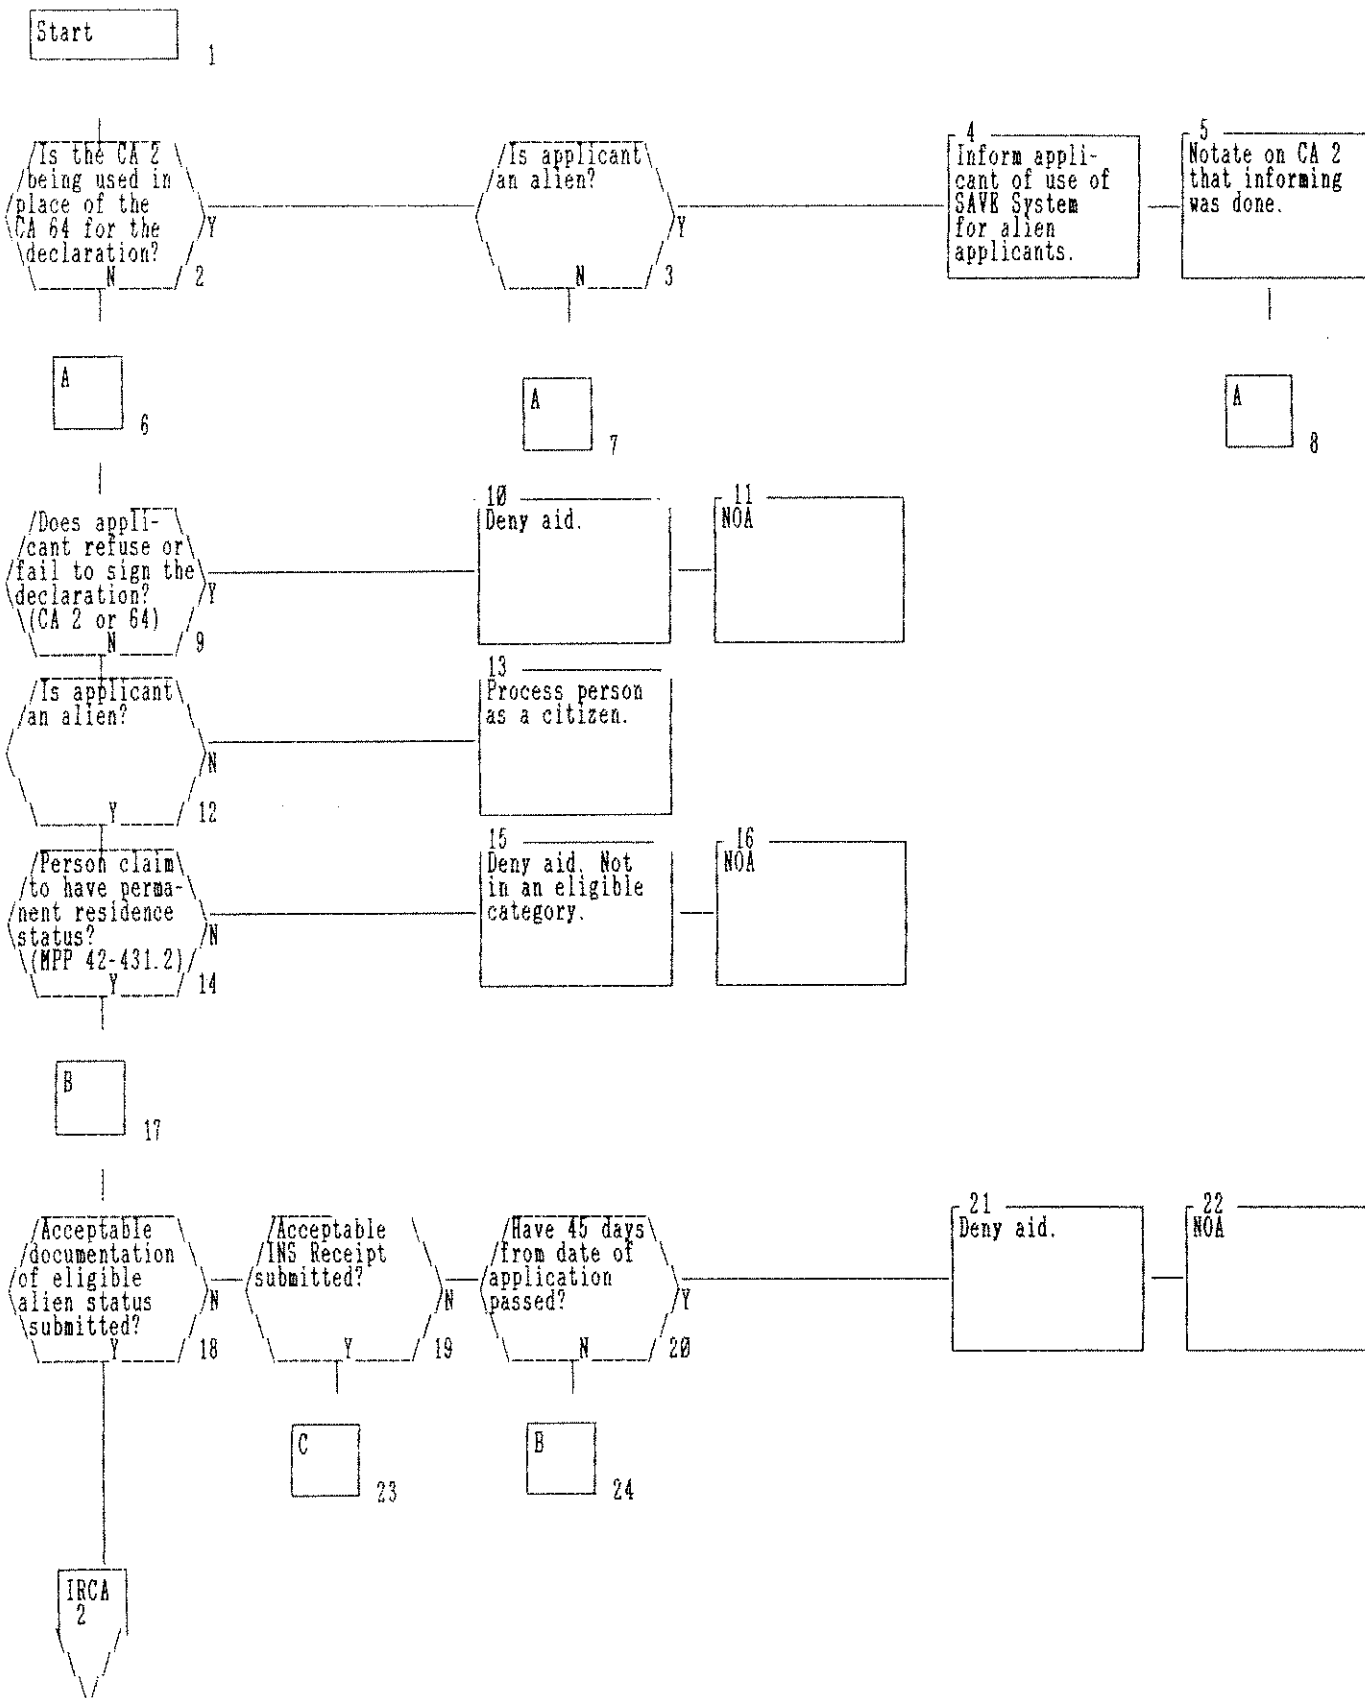 Start
1
Is the CA 2
being used in
place of the
CA 64 for the
declaration?
Y
N
2
Is applicant
an alien?
Y
N
3
4
Inform appli-
cant of use of
SAVE System
for alien
applicants.
5
Notate on CA 2
that informing
was done.
A
6
A
7
A
8
Does appli-
cant refuse or
fail to sign the
declaration?
(CA 2 or 64)
Y
N
9
10
Deny aid.
11
NOA
Is applicant
an alien?
N
Y
12
13
Process person
as a citizen.
Person claim
to have perma-
nent residence
status?
(MPP 42-431.2)
N
Y
14
15
Deny aid. Not
in an eligible
category.
16
NOA
B
17
Acceptable
documentation
of eligible
alien status
submitted?
N
Y
18
Acceptable
INS Receipt
submitted?
N
Y
19
Have 45 days
from date of
application
passed?
Y
N
20
21
Deny aid.
22
NOA
C
23
B
24
IRCA
2